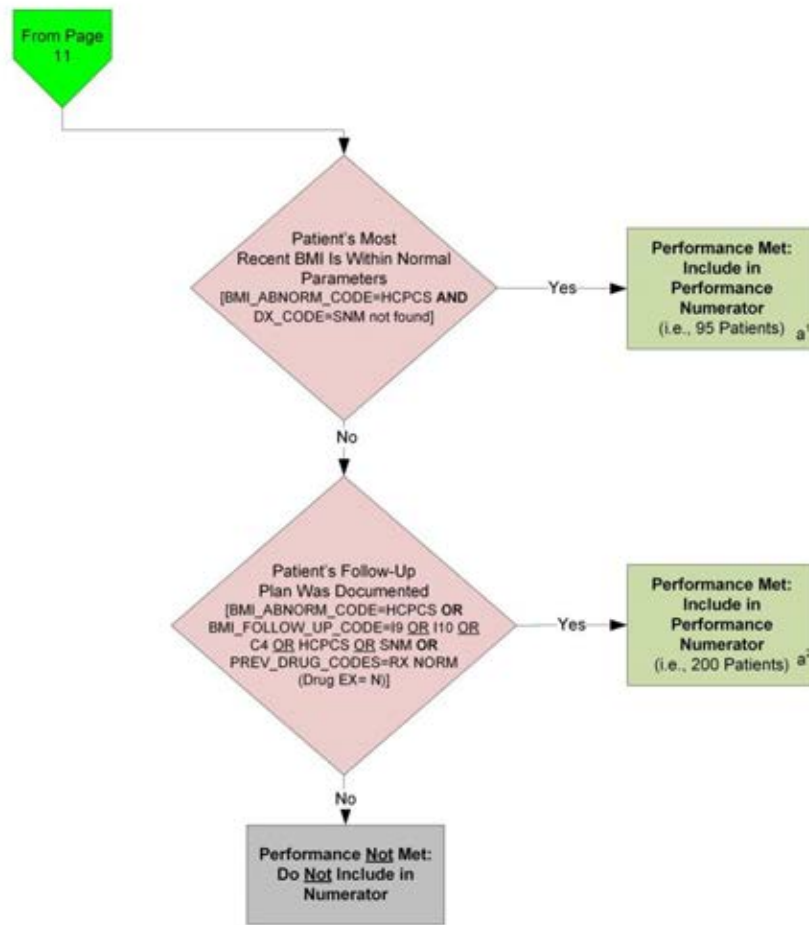 From Page
11
Patient's Most
Recent BMI Is Within Normal
Parameters
[BMI_ABNORM_CODE=HCPCS AND
DX_CODE=SNM not found]
Yes
Performance Met:
Include in
Performance
Numerator
(i.e., 95 Patients) a¹
No
Patient's Follow-Up
Plan Was Documented
[BMI_ABNORM_CODE=HCPCS OR
BMI_FOLLOW_UP_CODE=I9 OR I10 OR
C4 OR HCPCS OR SNM OR
PREV_DRUG_CODES=RX NORM
(Drug EX= N)]
Yes
Performance Met:
Include in
Performance
Numerator
(i.e., 200 Patients) a
No
Performance Not Met:
Do Not Include in
Numerator